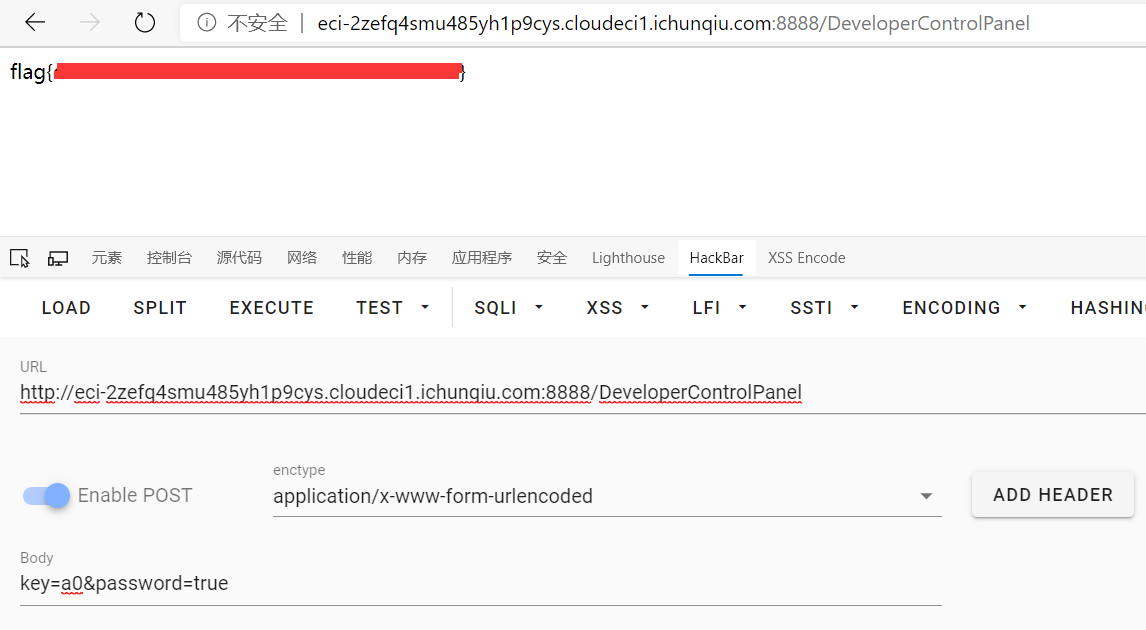 不安全 | eci-2zefq4smu485yh1p9cys.cloudeci1.ichunqiu.com:8888/DeveloperControlPanel
flag{ }
元素 控制台 源代码 网络 性能 内存 应用程序 安全 Lighthouse HackBar XSS Encode
LOAD SPLIT EXECUTE TEST SQLI XSS LFI SSTI ENCODING HASHIN
URL
http://eci-2zefq4smu485yh1p9cys.cloudeci1.ichunqiu.com:8888/DeveloperControlPanel
enctype
Enable POST application/x-www-form-urlencoded ADD HEADER
Body
key=a0&password=true